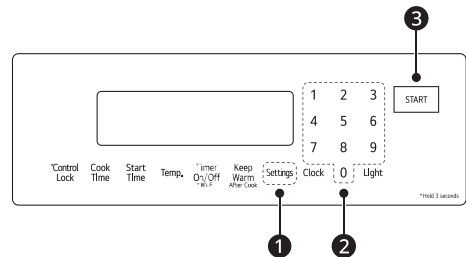 3
1 2 3
START
4 5 6
7 8 9
*Control Lock
Cook TIme
Start TIme
Temp.
Timer On/Off
* Wi-Fi
Keep Warm
After Cook
Settings
Clock
0
LIght
*Hold 3 seconds
1
2